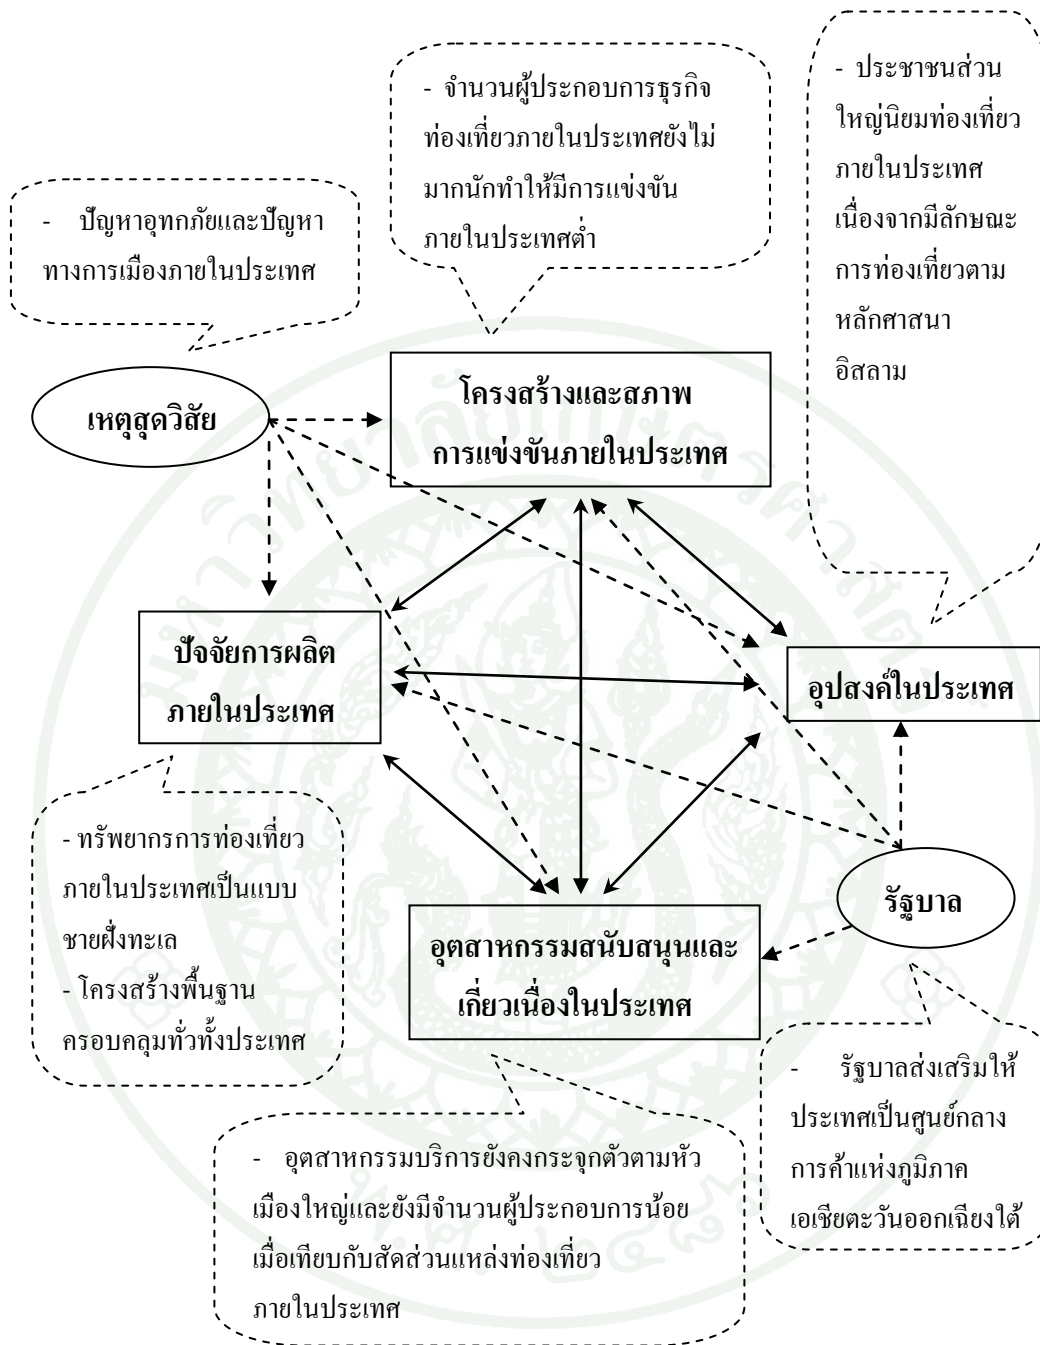 - จำนวนผู้ประกอบการธุรกิจ
ท่องเที่ยวภายในประเทศยังไม่
มากนักทำให้มีการแข่งขัน
ภายในประเทศต่ำ
- ประชาชนส่วน
ใหญ่นิยมท่องเที่ยว
ภายในประเทศ
เนื่องจากมีลักษณะ
การท่องเที่ยวตาม
หลักศาสนา
อิสลาม
- ปัญหาอุทกภัยและปัญหา
ทางการเมืองภายในประเทศ
เหตุสุดวิสัย
โครงสร้างและสภาพ
การแข่งขันภายในประเทศ
ปัจจัยการผลิต
ภายในประเทศ
อุปสงค์ในประเทศ
- ทรัพยากรการท่องเที่ยว
ภายในประเทศเป็นแบบ
ชายฝั่งทะเล
- โครงสร้างพื้นฐาน
ครอบคลุมทั่วทั้งประเทศ
รัฐบาล
อุตสาหกรรมสนับสนุนและ
เกี่ยวเนื่องในประเทศ
- รัฐบาลส่งเสริมให้
ประเทศเป็นศูนย์กลาง
การค้าแห่งภูมิภาค
เอเชียตะวันออกเฉียงใต้
- อุตสาหกรรมบริการยังคงกระจุกตัวตามหัว
เมืองใหญ่และยังมีจำนวนผู้ประกอบการน้อย
เมื่อเทียบกับสัดส่วนแหล่งท่องเที่ยว
ภายในประเทศ
มหาวิทยาลัยเกษตรศาสตร์
พ.ศ. ๒๔๘๖